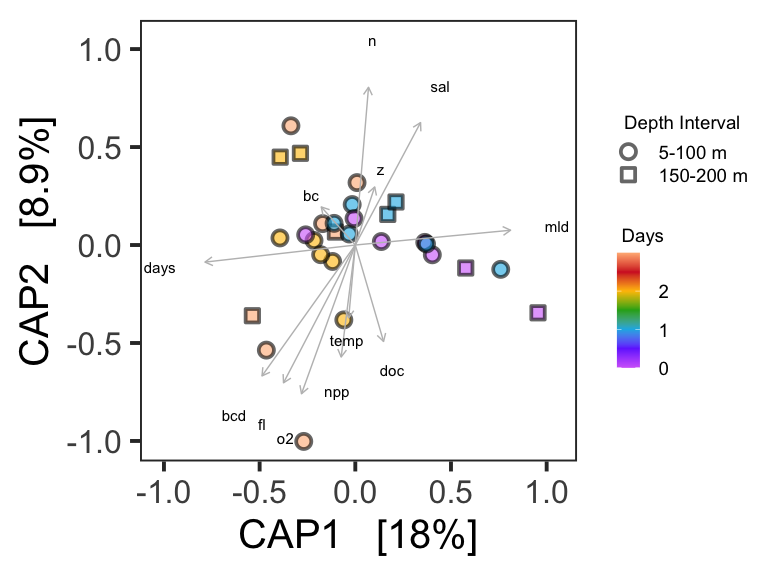 n
sal
1.0
Depth Interval
5-100 m
150-200 m
0.5
z
bc
mld
0.0
days
Days
2
1
0
CAP2 [8.9%]
-0.5
temp
doc
npp
bcd
fl
o2
-1.0
-1.0 -0.5 0.0 0.5 1.0
CAP1 [18%]